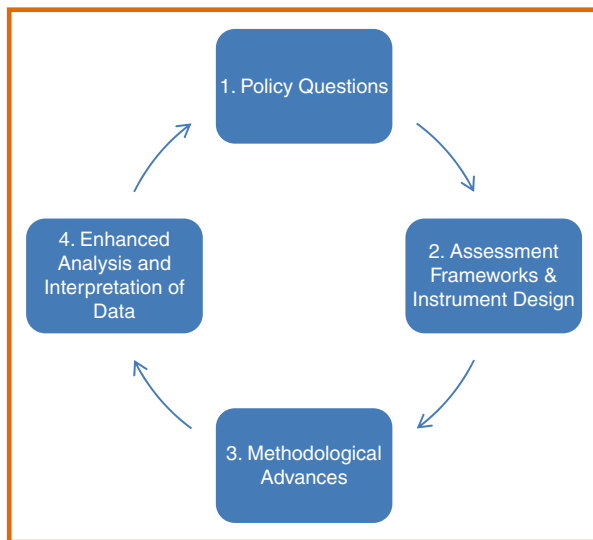 1. Policy Questions
2. Assessment
Frameworks &
Instrument Design
3. Methodological
Advances
4. Enhanced
Analysis and
Interpretation of
Data